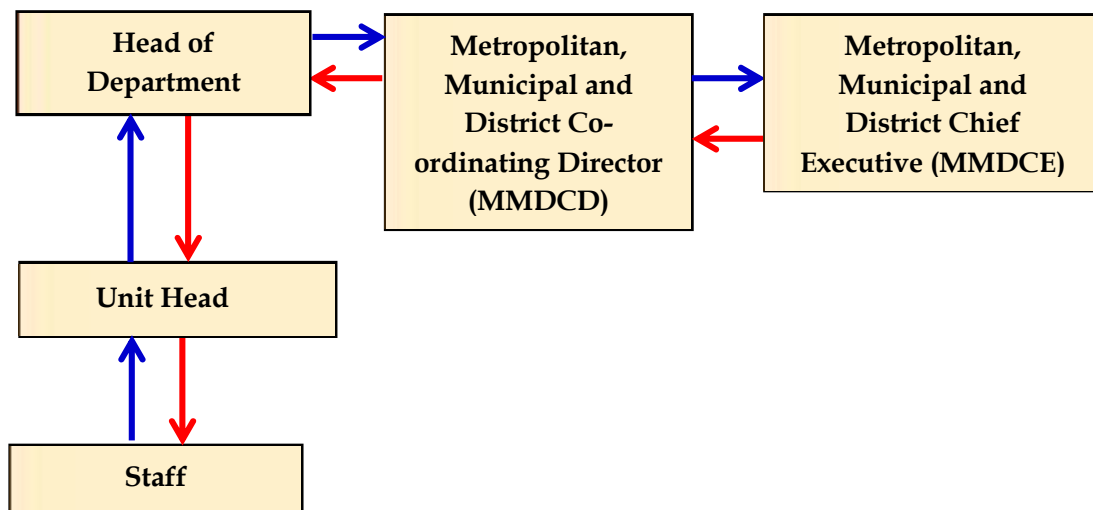 Head of
Department
Metropolitan,
Municipal and
District Co-
ordinating Director
(MMDCD)
Metropolitan,
Municipal and
District Chief
Executive (MMDCE)
Unit Head
Staff